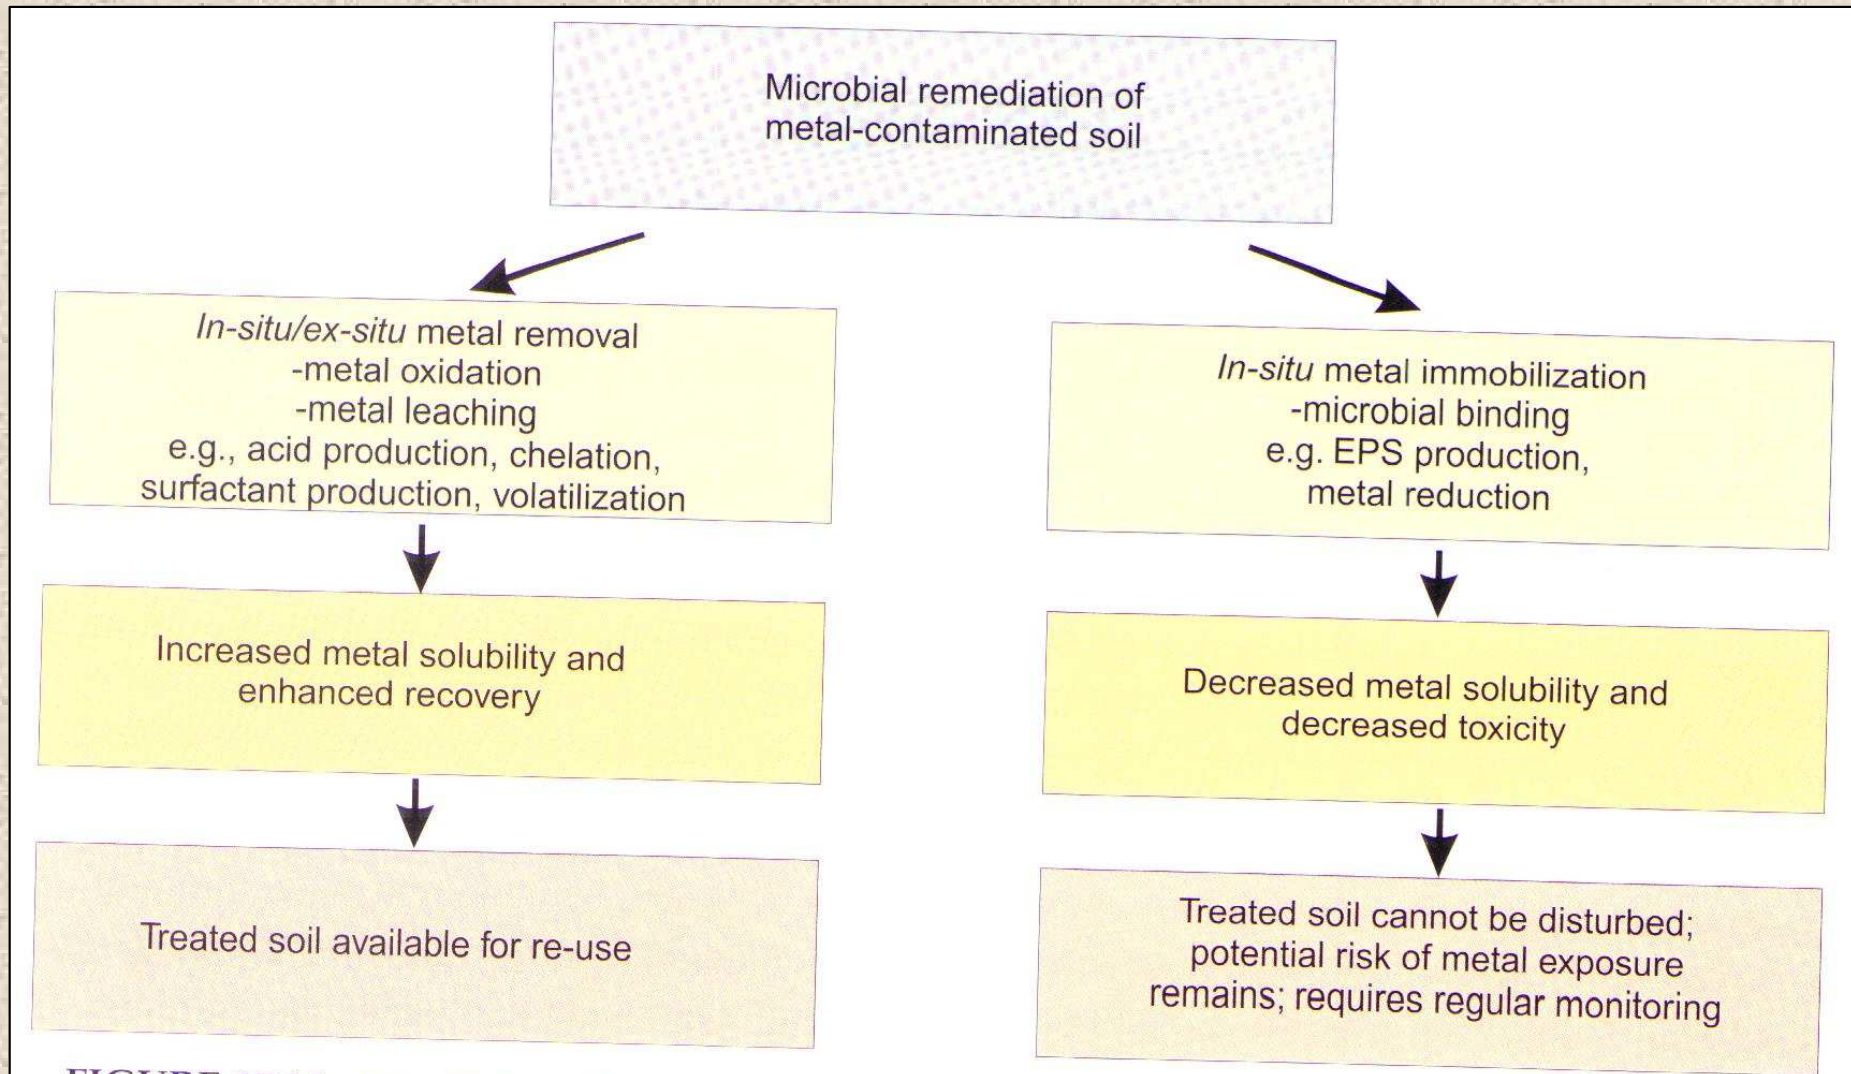 Microbial remediation of
metal-contaminated soil
In-situ/ex-situ metal removal
-metal oxidation
-metal leaching
e.g., acid production, chelation,
surfactant production, volatilization
In-situ metal immobilization
-microbial binding
e.g. EPS production,
metal reduction
Increased metal solubility and
enhanced recovery
Decreased metal solubility and
decreased toxicity
Treated soil available for re-use
Treated soil cannot be disturbed;
potential risk of metal exposure
remains; requires regular monitoring
FIGURE